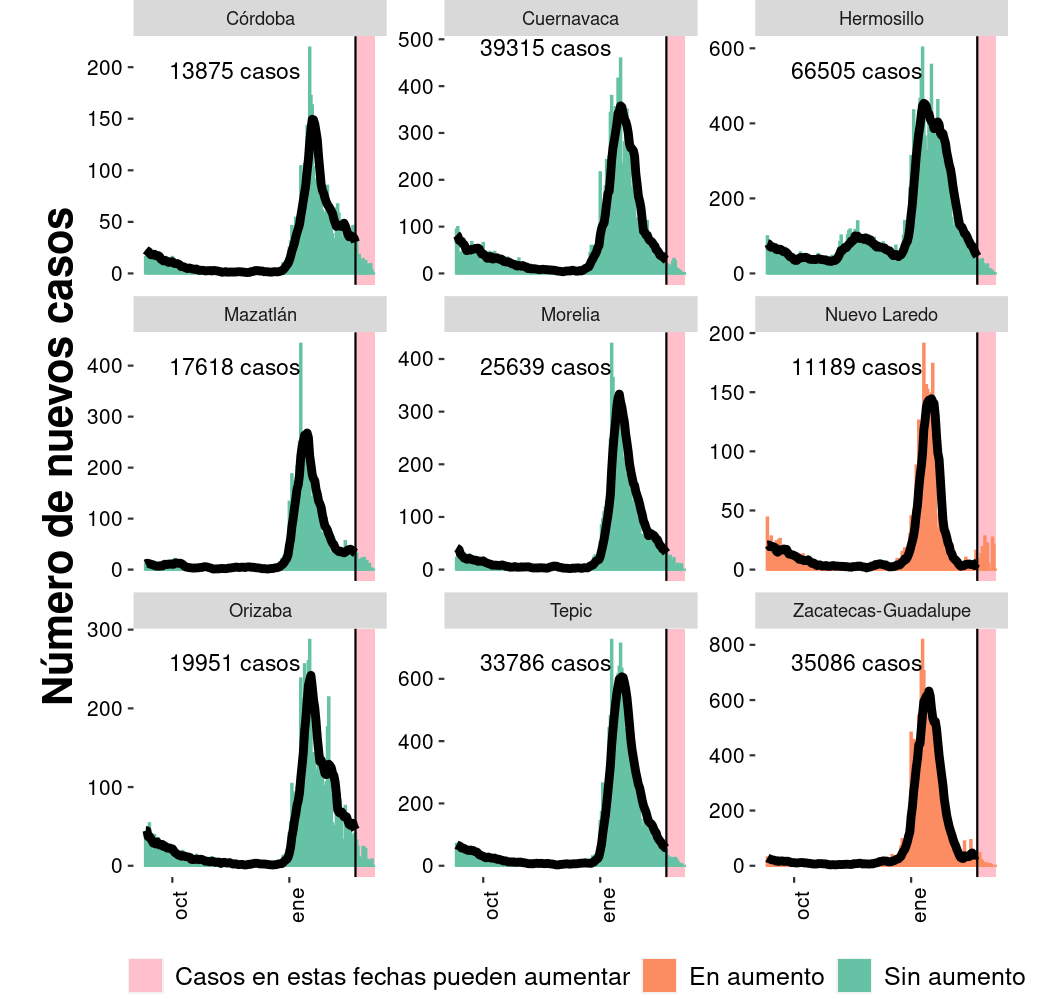 Número de nuevos casos
Córdoba
13875 casos
200
150
100
50
0
Cuernavaca
39315 casos
500
400
300
200
100
0
Hermosillo
66505 casos
600
400
200
0
Mazatlán
17618 casos
400
300
200
100
0
Morelia
25639 casos
400
300
200
100
0
Nuevo Laredo
11189 casos
200
150
100
50
0
Orizaba
19951 casos
300
200
100
0
Tepic
33786 casos
600
400
200
0
Zacatecas-Guadalupe
35086 casos
800
600
400
200
0
oct
ene
oct
ene
oct
ene
Casos en estas fechas pueden aumentar
En aumento
Sin aumento